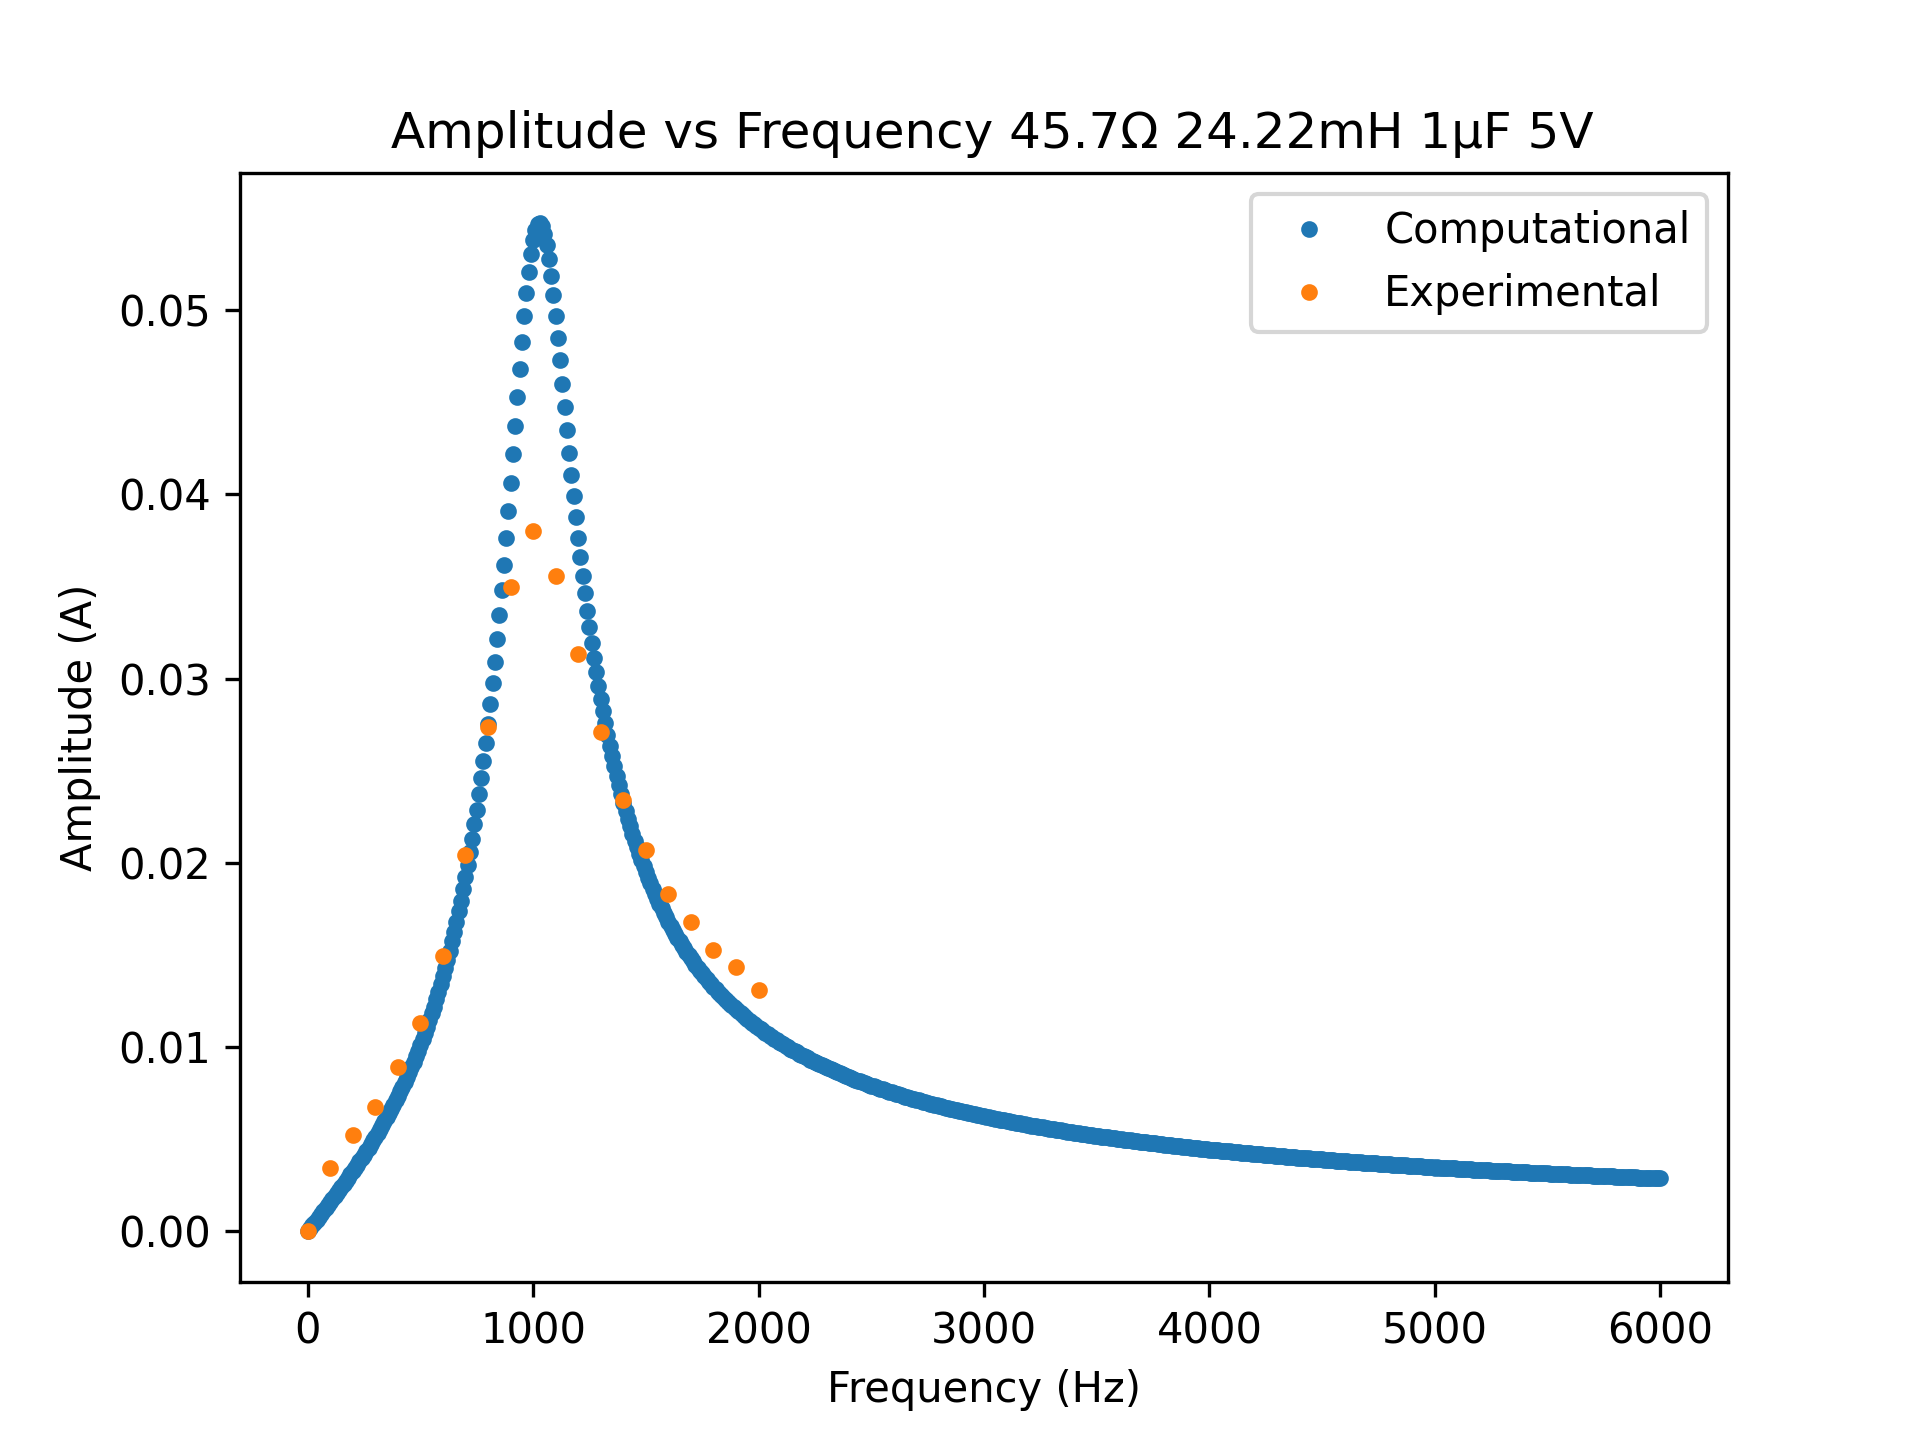 Amplitude vs Frequency 45.7Ω 24.22mH 1µF 5V
Computational
Experimental
Amplitude (A)
0.05
0.04
0.03
0.02
0.01
0.00
0 1000 2000 3000 4000 5000 6000
Frequency (Hz)